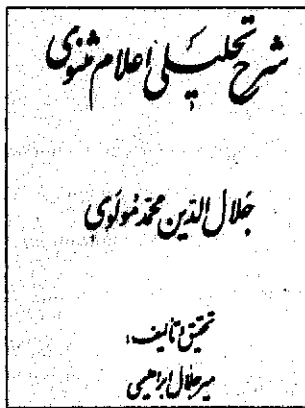 شرح تحلیلی اعلام مثنوی
جلال الدین محمد مولوی
تحقیق و تألیف:
میرجلال ابراهیمی